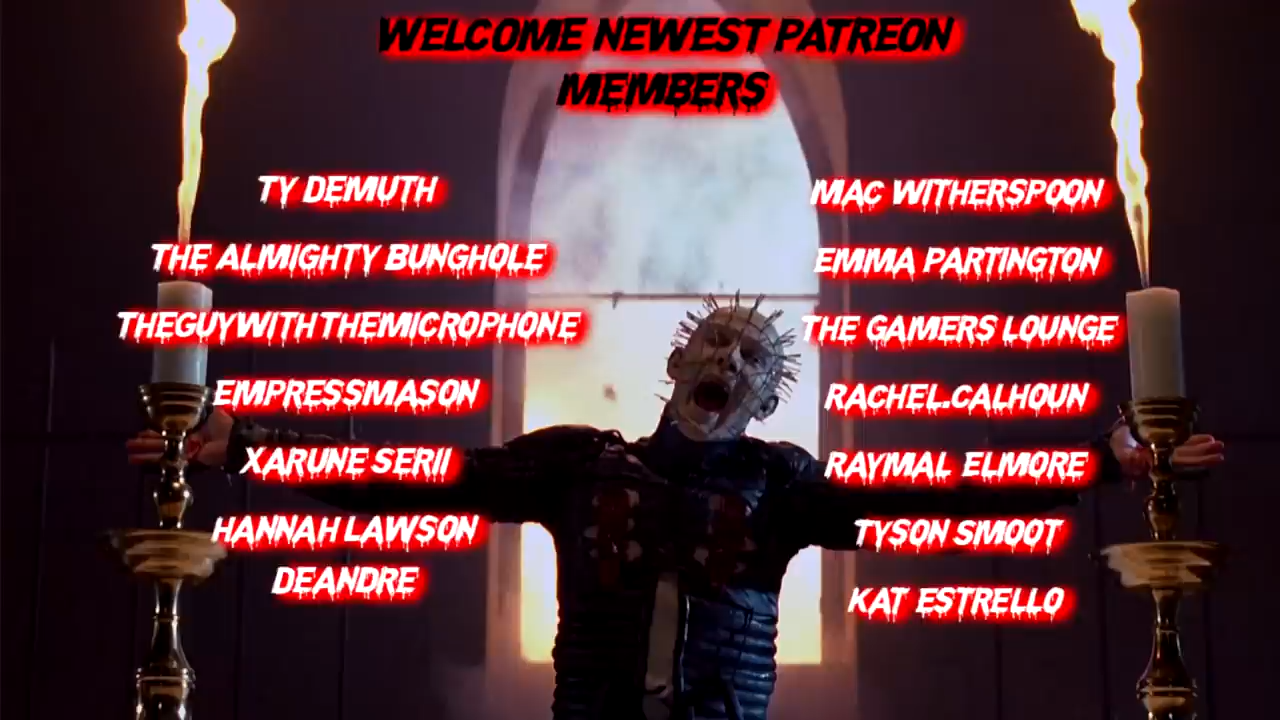 WELCOME NEWEST PATREON
MEMBERS
TY DEMUTH
THE ALMIGHTY BUNGHOLE
THEGUYWITHTHEMICROPHONE
EMPRESSMASON
XARUNE SERII
HANNAH LAWSON
DEANDRE
MAC WITHERSPOON
EMMA PARTINGTON
THE GAMERS LOUNGE
RACHEL.CALHOUN
RAYMAL ELMORE
TYSON SMOOT
KAT ESTRELLO